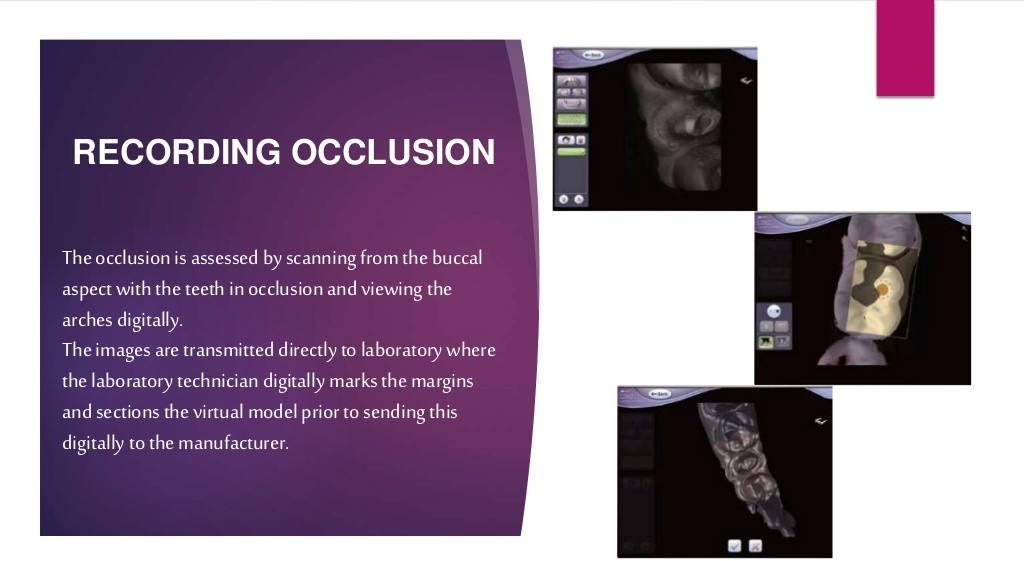 RECORDING OCCLUSION
The occlusion is assessed by scanning from the buccal
aspect with the teeth in occlusion and viewing the
arches digitally.
The images are transmitted directly to laboratory where
the laboratory technician digitally marks the margins
and sections the virtual model prior to sending this
digitally to the manufacturer.
Back
Back